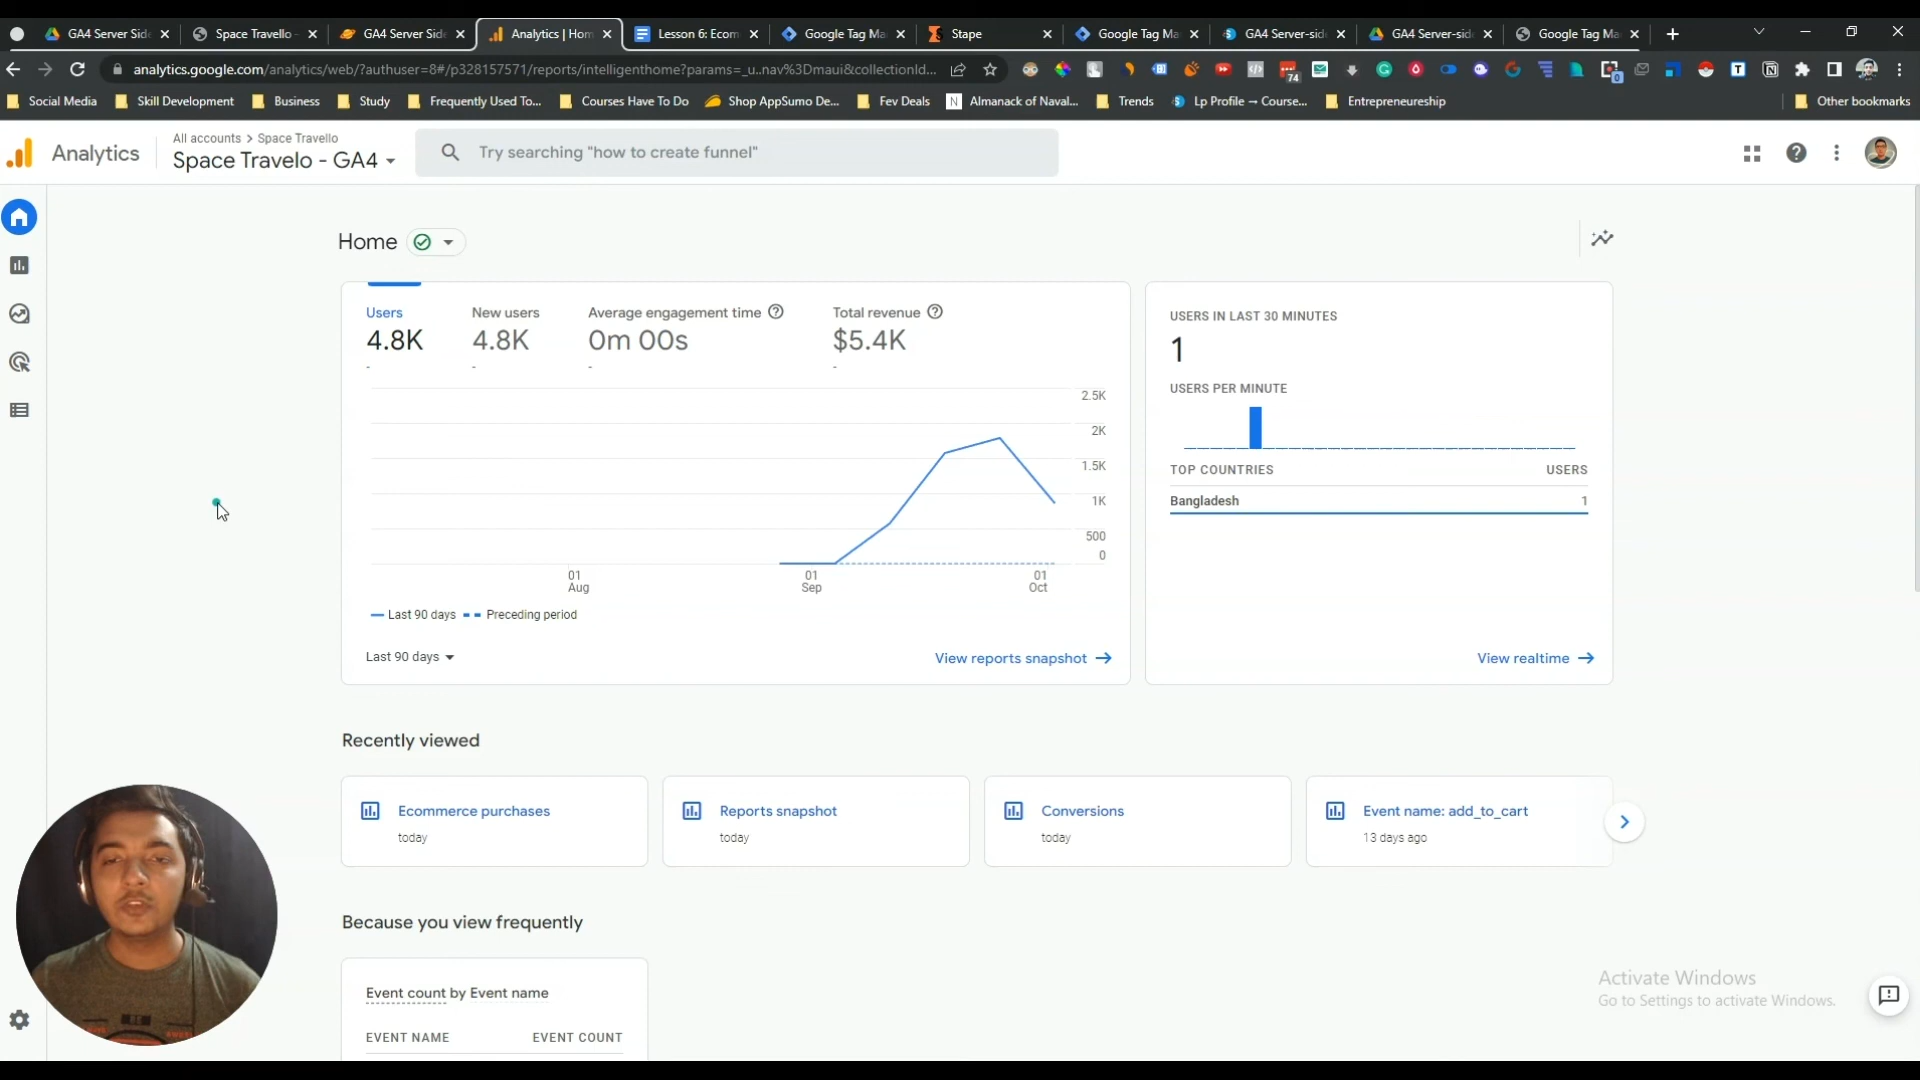 GA4 Server Sid
Space Travello -
GA4 Server Sid
Analytics | Hom
Lesson 6: Ecom
Google Tag Ma
Stape
Google Tag Ma
GA4 Server-sid
GA4 Server-sid
Google Tag Ma
analytics.google.com/analytics/web/?authuser=8#/p328157571/reports/intelligenthome?params=_u..nav%3Dmaui&collectionId...
74
0
Social Media
Skill Development
Business
Study
Frequently Used To...
Courses Have To Do
Shop AppSumo De...
Fev Deals
Almanack of Naval...
Trends
Lp Profile → Course...
Entrepreneurship
Other bookmarks
Analytics
All accounts > Space Travello
Space Travelo - GA4
Try searching "how to create funnel"
Home
Users
4.8K
-
New users
4.8K
-
Average engagement time
0m 00s
-
Total revenue
$5.4K
-
2.5K
2K
1.5K
1K
500
0
01
Aug
01
Sep
01
Oct
Last 90 days
Preceding period
Last 90 days
View reports snapshot
USERS IN LAST 30 MINUTES
1
USERS PER MINUTE
TOP COUNTRIES USERS
Bangladesh 1
View realtime
Recently viewed
Ecommerce purchases
today
Reports snapshot
today
Conversions
today
Event name: add_to_cart
13 days ago
Because you view frequently
Event count by Event name
EVENT NAME EVENT COUNT
Activate Windows
Go to Settings to activate Windows.